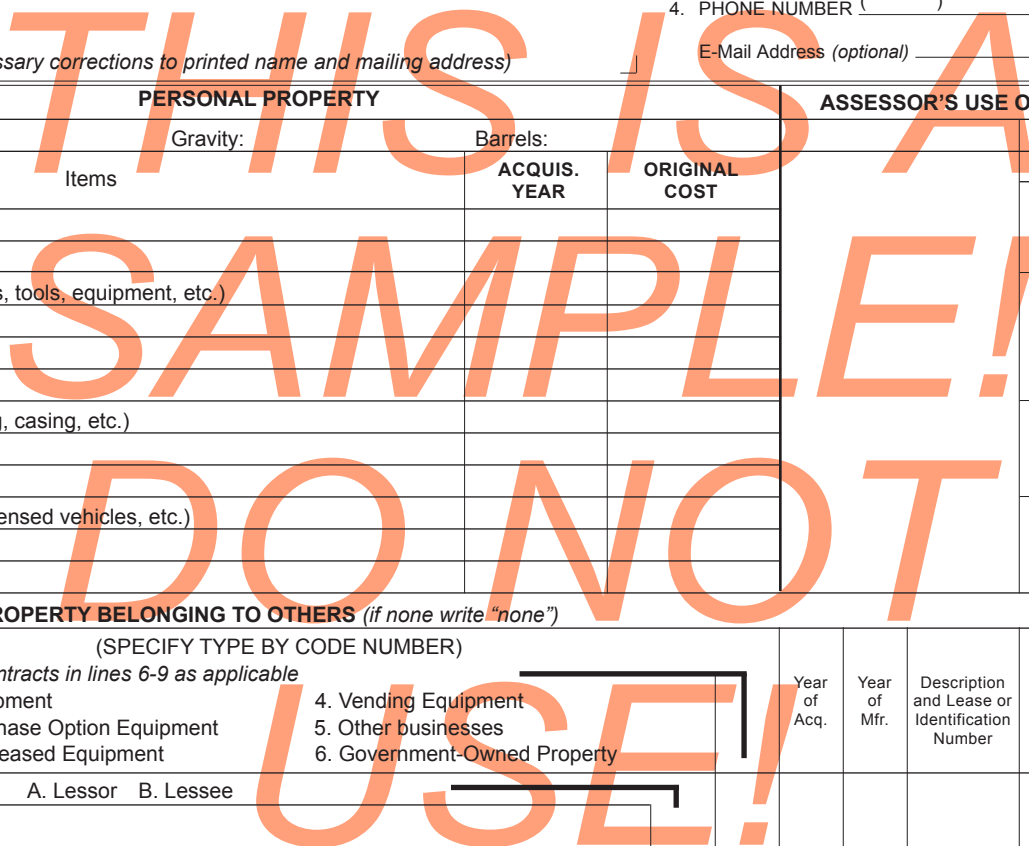 4. PHONE NUMBER ( )
ssary corrections to printed name and mailing address)
E-Mail Address (optional)
PERSONAL PROPERTY
ASSESSOR'S USE O
Gravity: Barrels:
Items
ACQUIS.
YEAR
ORIGINAL
COST
s, tools, equipment, etc.)
g, casing, etc.)
ensed vehicles, etc.)
ROPERTY BELONGING TO OTHERS (if none write “none”)
(SPECIFY TYPE BY CODE NUMBER)
ntracts in lines 6-9 as applicable
pment
hase Option Equipment
eased Equipment
4. Vending Equipment
5. Other businesses
6. Government-Owned Property
Year
of
Acq.
Year
of
Mfr.
Description
and Lease or
Identification
Number
A. Lessor B. Lessee
THIS IS A
SAMPLE!
DO NOT
USE!